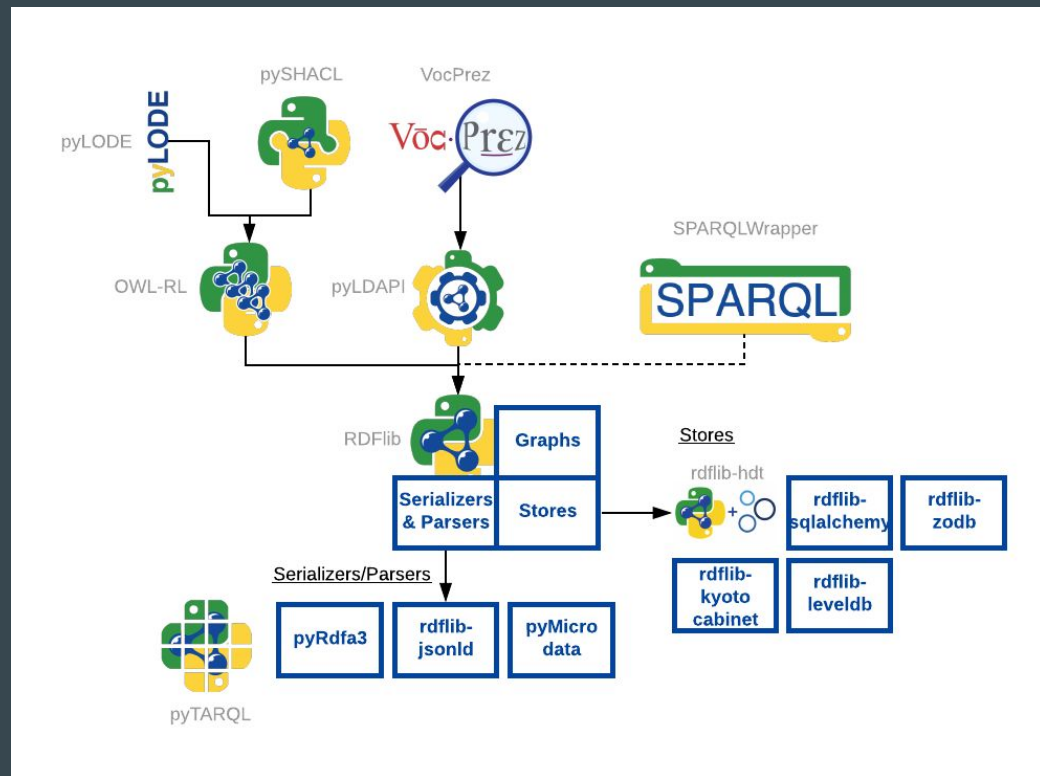 pySHACL
VocPrez
pyLODE
pyLODE
Vōc·Prez
SPARQLWrapper
OWL-RL
pyLDAPI
SPARQL
RDFlib
Graphs
Serializers
& Parsers
Stores
Stores
rdflib-hdt
+
rdflib-
sqlalchemy
rdflib-
zodb
rdflib-
kyoto
cabinet
rdflib-
leveldb
Serializers/Parsers
pyRdfa3
rdflib-
jsonld
pyMicro
data
pyTARQL